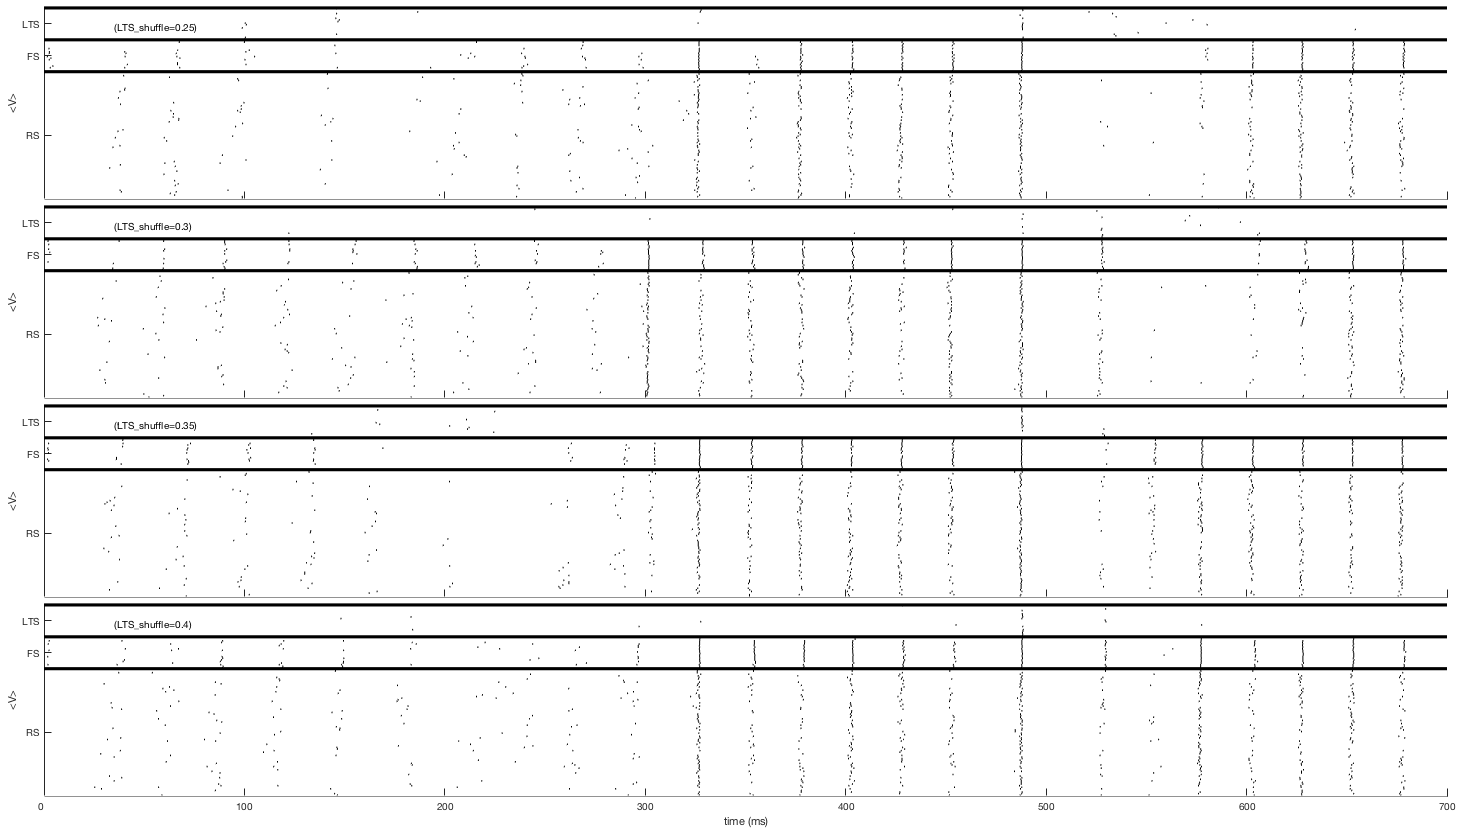 LTS
(LTS_shuffle=0.25)
FS
<V>
RS
LTS
(LTS_shuffle=0.3)
FS
<V>
RS
LTS
(LTS_shuffle=0.35)
FS
<V>
RS
LTS
(LTS_shuffle=0.4)
FS
<V>
RS
0 100 200 300 400 500 600 700
time (ms)